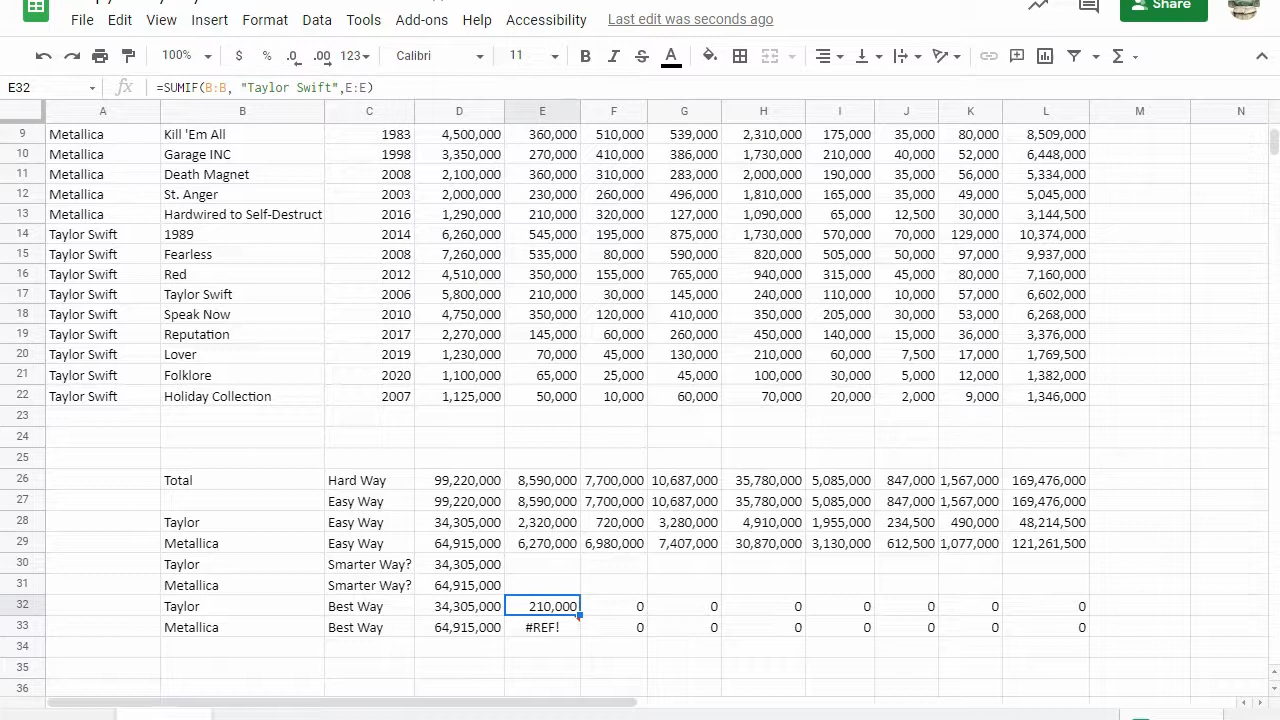 File Edit View Insert Format Data Tools Add-ons Help Accessibility Last edit was seconds ago Share
100% $ % .0 .00 123 Calibri 11 B I S A
E32 fx =SUMIF(B:B, "Taylor Swift",E:E)
A B C D E F G H I J K L M N
9 Metallica Kill 'Em All 1983 4,500,000 360,000 510,000 539,000 2,310,000 175,000 35,000 80,000 8,509,000
10 Metallica Garage INC 1998 3,350,000 270,000 410,000 386,000 1,730,000 210,000 40,000 52,000 6,448,000
11 Metallica Death Magnet 2008 2,100,000 360,000 310,000 283,000 2,000,000 190,000 35,000 56,000 5,334,000
12 Metallica St. Anger 2003 2,000,000 230,000 260,000 496,000 1,810,000 165,000 35,000 49,000 5,045,000
13 Metallica Hardwired to Self-Destruct 2016 1,290,000 210,000 320,000 127,000 1,090,000 65,000 12,500 30,000 3,144,500
14 Taylor Swift 1989 2014 6,260,000 545,000 195,000 875,000 1,730,000 570,000 70,000 129,000 10,374,000
15 Taylor Swift Fearless 2008 7,260,000 535,000 80,000 590,000 820,000 505,000 50,000 97,000 9,937,000
16 Taylor Swift Red 2012 4,510,000 350,000 155,000 765,000 940,000 315,000 45,000 80,000 7,160,000
17 Taylor Swift Taylor Swift 2006 5,800,000 210,000 30,000 145,000 240,000 110,000 10,000 57,000 6,602,000
18 Taylor Swift Speak Now 2010 4,750,000 350,000 120,000 410,000 350,000 205,000 30,000 53,000 6,268,000
19 Taylor Swift Reputation 2017 2,270,000 145,000 60,000 260,000 450,000 140,000 15,000 36,000 3,376,000
20 Taylor Swift Lover 2019 1,230,000 70,000 45,000 130,000 210,000 60,000 7,500 17,000 1,769,500
21 Taylor Swift Folklore 2020 1,100,000 65,000 25,000 45,000 100,000 30,000 5,000 12,000 1,382,000
22 Taylor Swift Holiday Collection 2007 1,125,000 50,000 10,000 60,000 70,000 20,000 2,000 9,000 1,346,000
23
24
25
26 Total Hard Way 99,220,000 8,590,000 7,700,000 10,687,000 35,780,000 5,085,000 847,000 1,567,000 169,476,000
27 Easy Way 99,220,000 8,590,000 7,700,000 10,687,000 35,780,000 5,085,000 847,000 1,567,000 169,476,000
28 Taylor Easy Way 34,305,000 2,320,000 720,000 3,280,000 4,910,000 1,955,000 234,500 490,000 48,214,500
29 Metallica Easy Way 64,915,000 6,270,000 6,980,000 7,407,000 30,870,000 3,130,000 612,500 1,077,000 121,261,500
30 Taylor Smarter Way? 34,305,000
31 Metallica Smarter Way? 64,915,000
32 Taylor Best Way 34,305,000 210,000 0 0 0 0 0 0 0
33 Metallica Best Way 64,915,000 #REF! 0 0 0 0 0 0 0
34
35
36